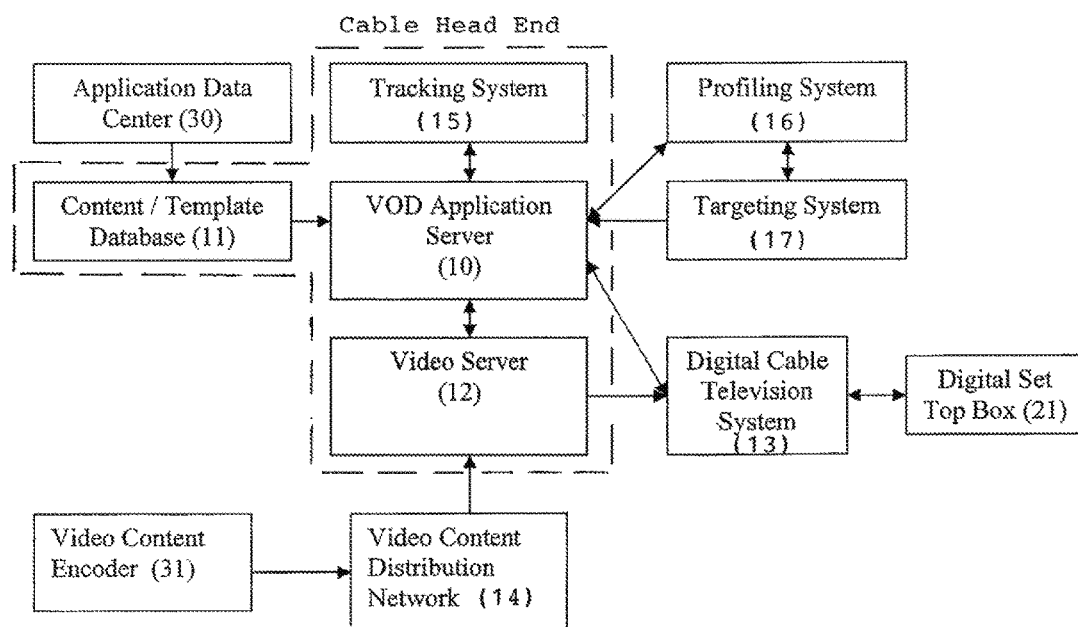 Cable Head End
Application Data
Center (30)
Tracking System
(15)
Profiling System
(16)
Content / Template
Database (11)
VOD Application
Server
(10)
Targeting System
(17)
Video Server
(12)
Digital Cable
Television
System
(13)
Digital Set
Top Box (21)
Video Content
Encoder (31)
Video Content
Distribution
Network (14)